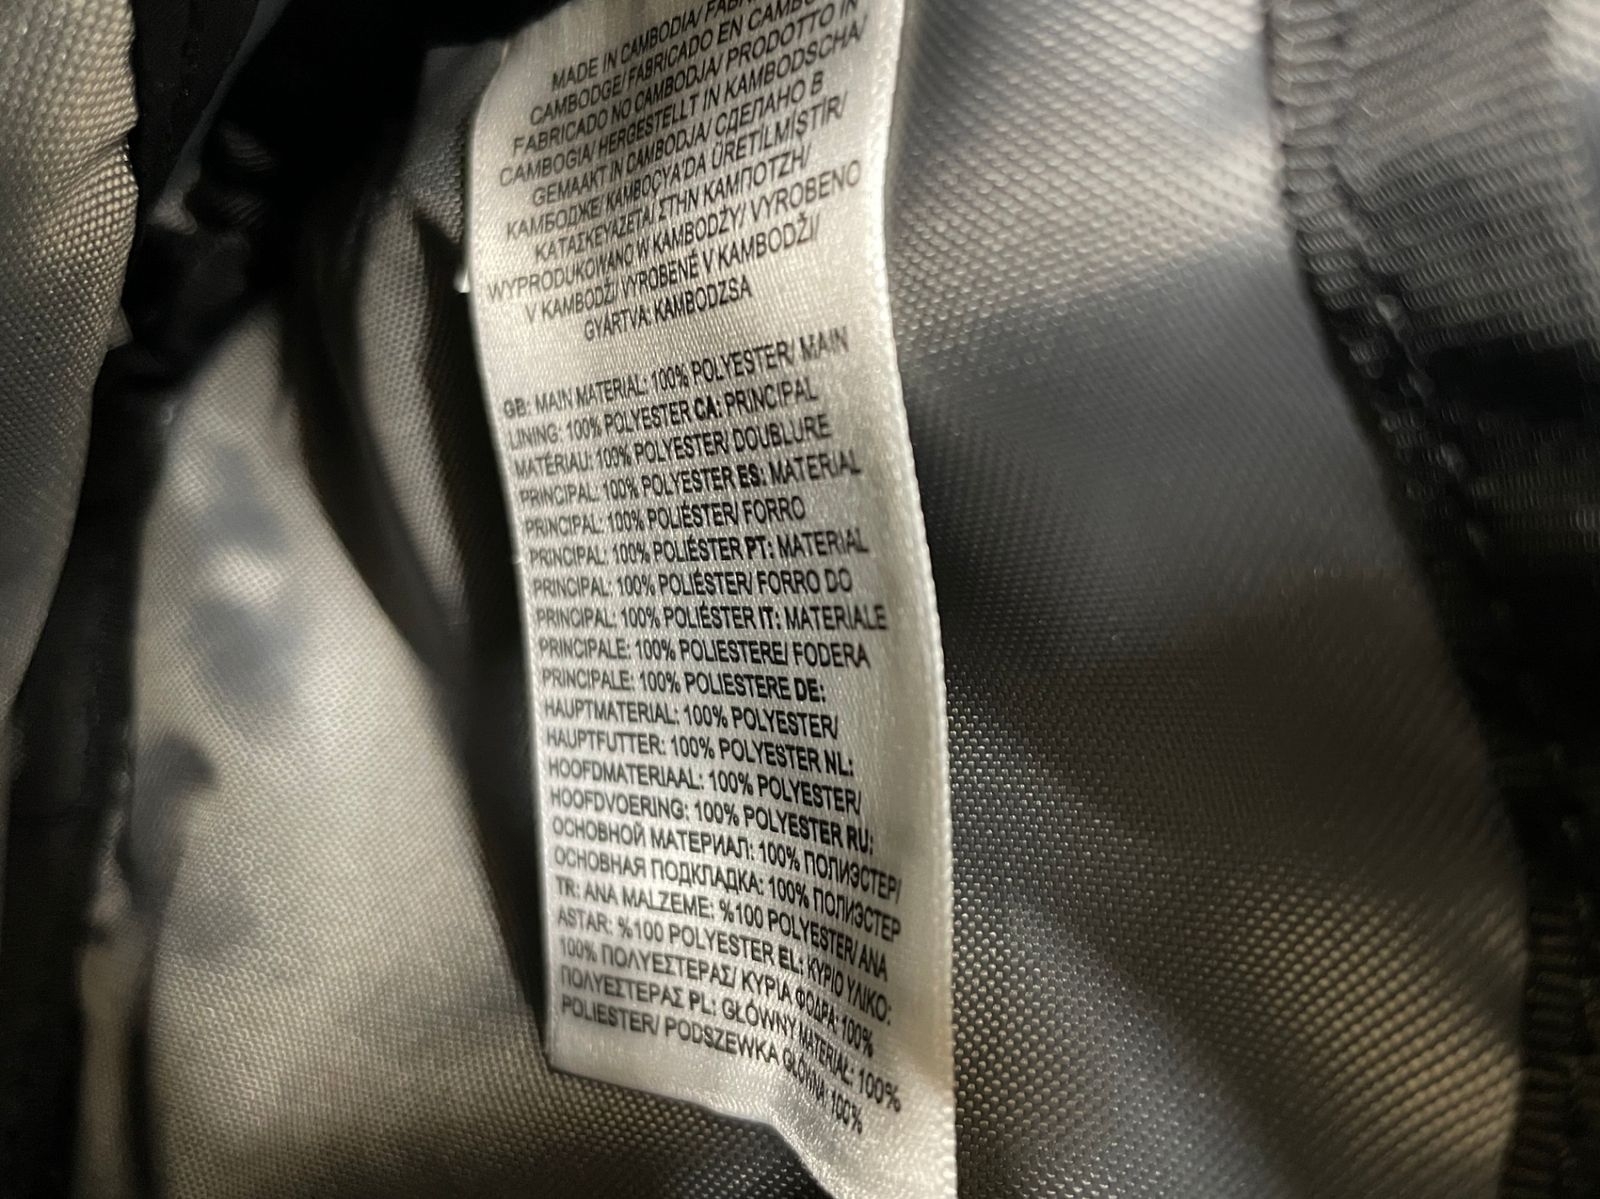 MADE IN CAMBODIA/
CAMBODGE/ FABRICADO EN
FABRICADO NO CAMBODJA/ PRODOTTO IN
CAMBOGIA/ HERGESTELLT IN KAMBODSCHA/
GEMAAKT IN CAMBODJA/ СДЕЛАНО В
КАМБОДЖЕ/ KAMBOÇYA'DA ÜRETİLMİŞTİR/
ΚΑΤΑΣΚΕΥΑΖΕΤΑΙ ΣΤΗΝ ΚΑΜΠΟΤΖΗ/
WYPRODUKOWANO W KAMBODŻY/ VYROBENO
V KAMBODŽI/ VYROBENÉ V KAMBODŽI/
GYÁRTVA: KAMBODZSA
GB: MAIN MATERIAL: 100% POLYESTER/ MAIN
LINING: 100% POLYESTER CA: PRINCIPAL
MATÉRIAU: 100% POLYESTER/ DOUBLURE
PRINCIPAL: 100% POLYESTER ES: MATERIAL
PRINCIPAL: 100% POLIÉSTER/ FORRO
PRINCIPAL: 100% POLIÉSTER PT: MATERIAL
PRINCIPAL: 100% POLIÉSTER/ FORRO DO
PRINCIPAL: 100% POLIÉSTER IT: MATERIALE
PRINCIPALE: 100% POLIESTERE/ FODERA
PRINCIPALE: 100% POLIESTERE DE:
HAUPTMATERIAL: 100% POLYESTER/
HAUPTFUTTER: 100% POLYESTER NL:
HOOFDMATERIAAL: 100% POLYESTER/
HOOFDVOERING: 100% POLYESTER RU:
ОСНОВНОЙ МАТЕРИАЛ: 100% ПОЛИЭСТЕР/
ОСНОВНАЯ ПОДКЛАДКА: 100% ПОЛИЭСТЕР
TR: ANA MALZEME: %100 POLYESTER/ ANA
ASTAR: %100 POLYESTER EL: ΚΥΡΙΟ ΥΛΙΚΟ:
100% ΠΟΛΥΕΣΤΕΡΑΣ/ ΚΥΡΙΑ ΦΟΔΡΑ: 100%
ΠΟΛΥΕΣΤΕΡΑΣ PL: GŁÓWNY MATERIAŁ: 100%
POLIESTER/ PODSZEWKA GŁÓWNA: 100%